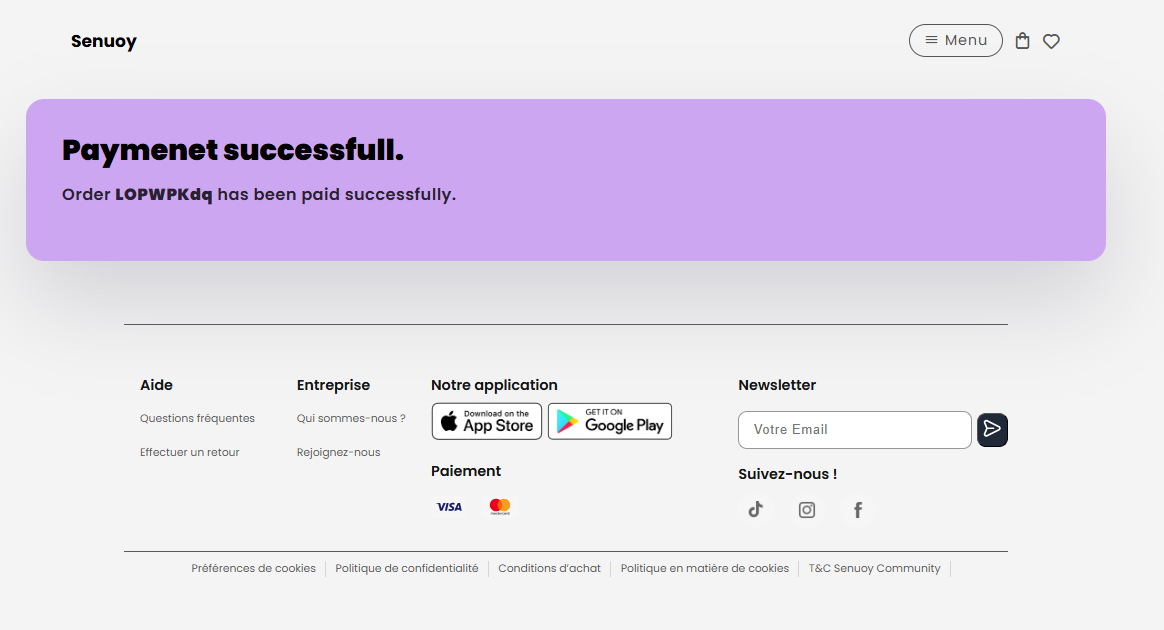 Senuoy
Menu
Paymenet successfull.
Order LOPWPKdq has been paid successfully.
Aide
Questions fréquentes
Effectuer un retour
Entreprise
Qui sommes-nous ?
Rejoignez-nous
Notre application
Download on the
App Store
GET IT ON
Google Play
Paiement
VISA
mastercard
Newsletter
Votre Email
Suivez-nous !
Préférences de cookies
Politique de confidentialité
Conditions d'achat
Politique en matière de cookies
T&C Senuoy Community